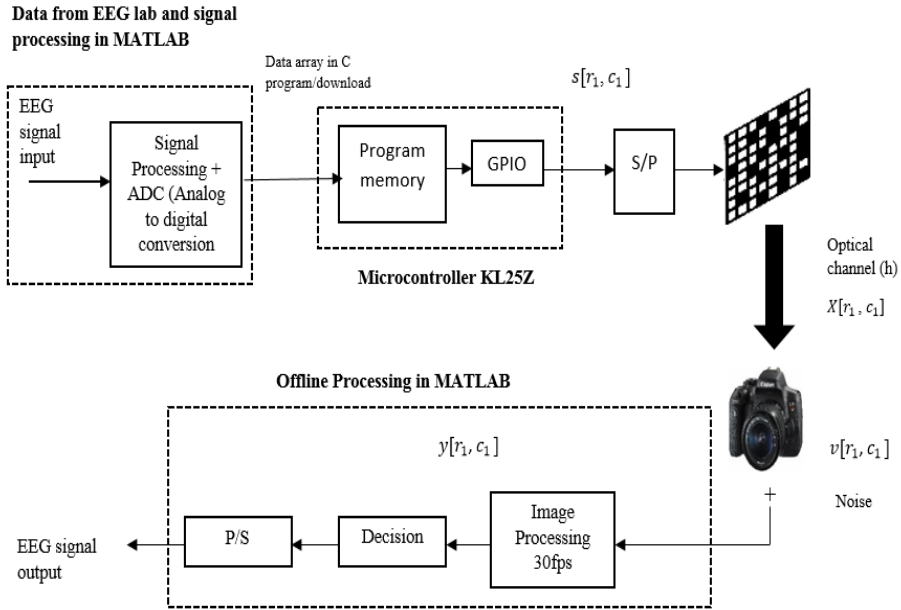 Data from EEG lab and signal
processing in MATLAB
Data array in C
program/download
s[r₁, c₁]
EEG
signal
input
Signal
Processing +
ADC (Analog
to digital
conversion
Program
memory
GPIO
S/P
Microcontroller KL25Z
Optical
channel (h)
X[r₁, c₁]
Offline Processing in MATLAB
Canon
y[r₁, c₁]
v[r₁, c₁]
+
Noise
Image
Processing
30fps
Decision
P/S
EEG signal
output